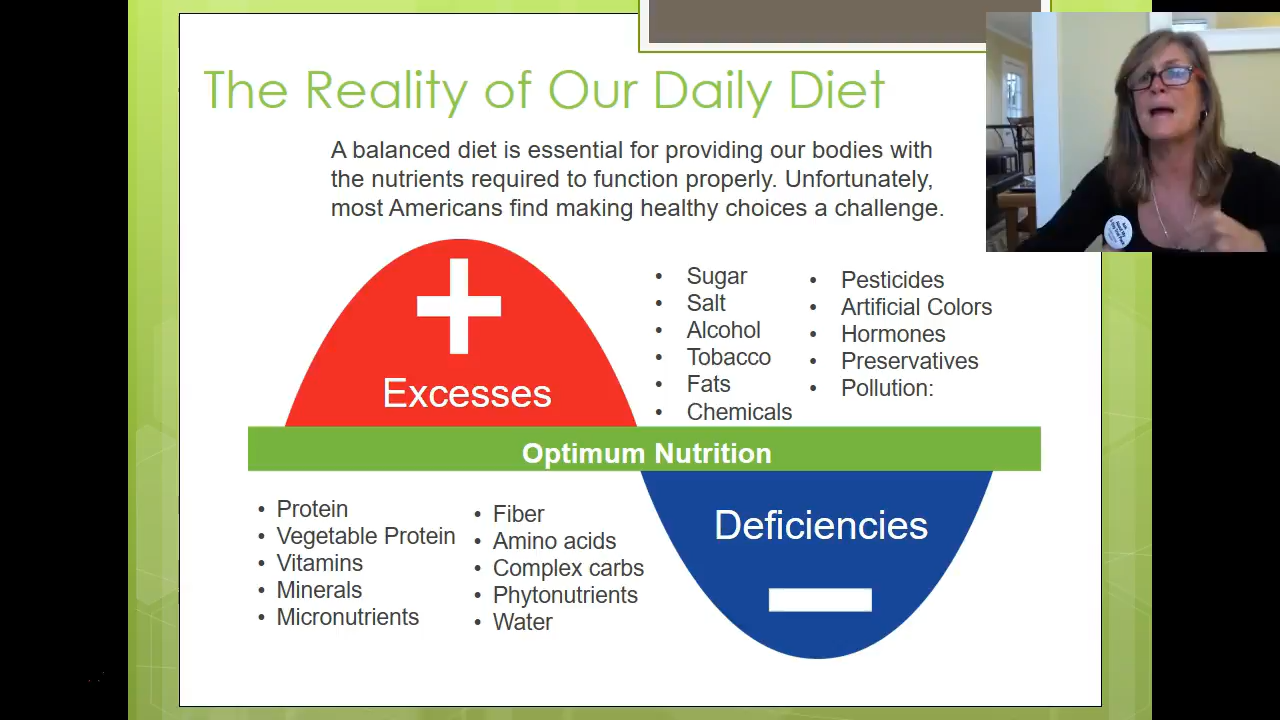 The Reality of Our Daily Diet
A balanced diet is essential for providing our bodies with
the nutrients required to function properly. Unfortunately,
most Americans find making healthy choices a challenge.
Excesses
• Sugar
• Salt
• Alcohol
• Tobacco
• Fats
• Chemicals
• Pesticides
• Artificial Colors
• Hormones
• Preservatives
• Pollution:
Optimum Nutrition
• Protein
• Vegetable Protein
• Vitamins
• Minerals
• Micronutrients
• Fiber
• Amino acids
• Complex carbs
• Phytonutrients
• Water
Deficiencies